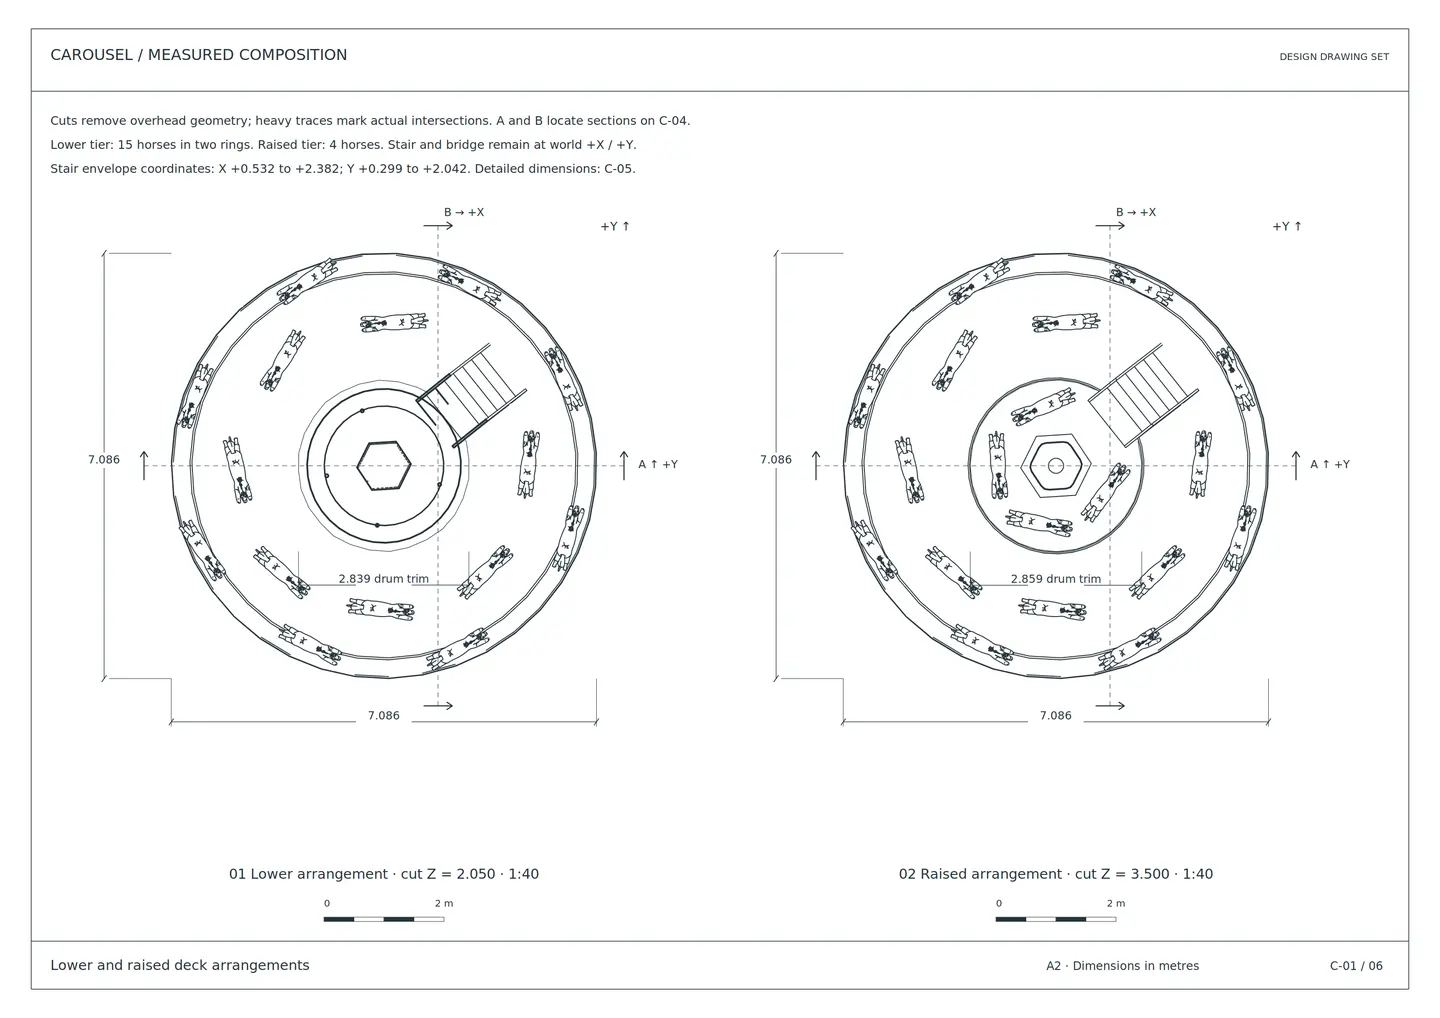 CAROUSEL / MEASURED COMPOSITION
DESIGN DRAWING SET
Cuts remove overhead geometry; heavy traces mark actual intersections. A and B locate sections on C-04.
Lower tier: 15 horses in two rings. Raised tier: 4 horses. Stair and bridge remain at world +X / +Y.
Stair envelope coordinates: X +0.532 to +2.382; Y +0.299 to +2.042. Detailed dimensions: C-05.
B → +X
+Y ↑
7.086
A ↑ +Y
2.839 drum trim
7.086
B → +X
+Y ↑
7.086
A ↑ +Y
2.859 drum trim
7.086
01 Lower arrangement · cut Z = 2.050 · 1:40
0 2 m
02 Raised arrangement · cut Z = 3.500 · 1:40
0 2 m
Lower and raised deck arrangements
A2 · Dimensions in metres
C-01 / 06